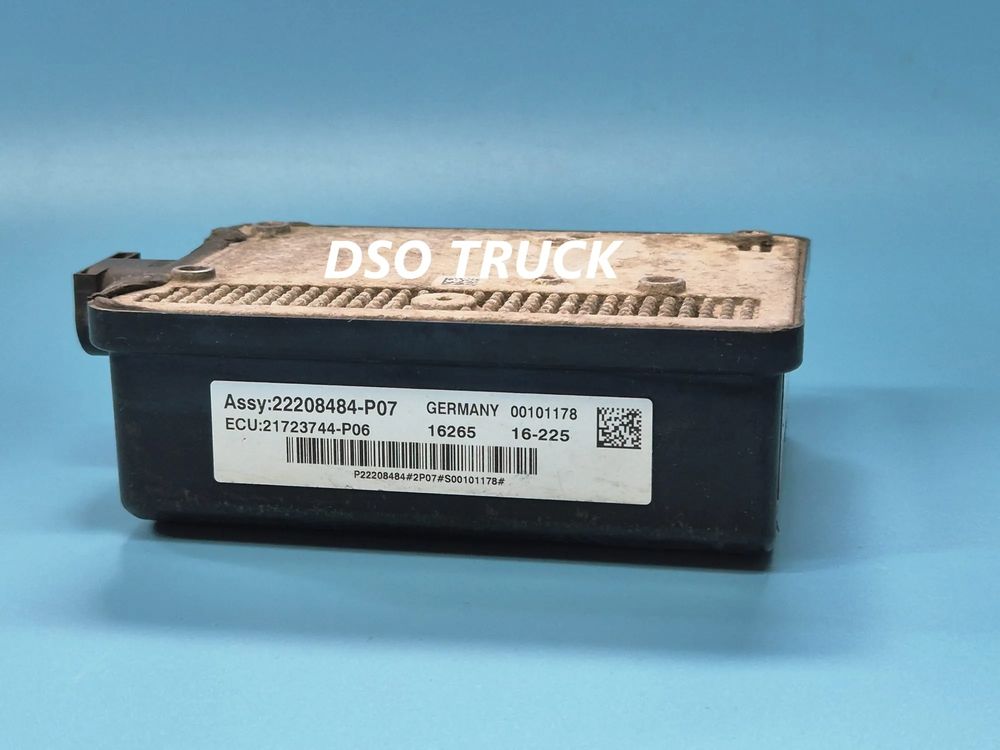 DSO TRUCK
Assy:22208484-P07 GERMANY 00101178
ECU:21723744-P06 16265 16-225
P22208484#2P07#S00101178#